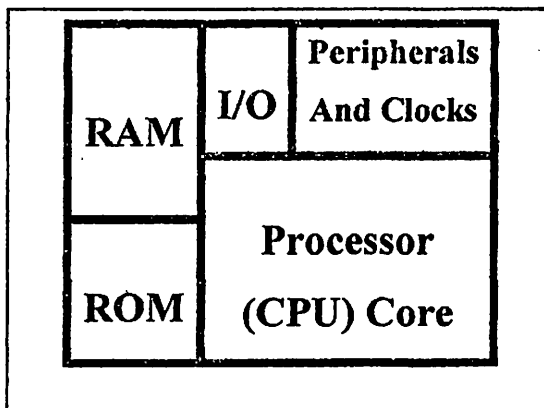 RAM
I/O
Peripherals
And Clocks
ROM
Processor
(CPU) Core